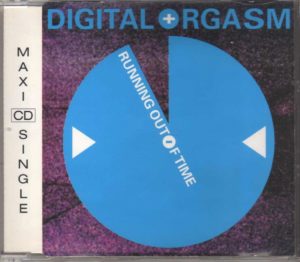 DIGITAL ORGASM
RUNNING OUT OF TIME
MAXI CD SINGLE